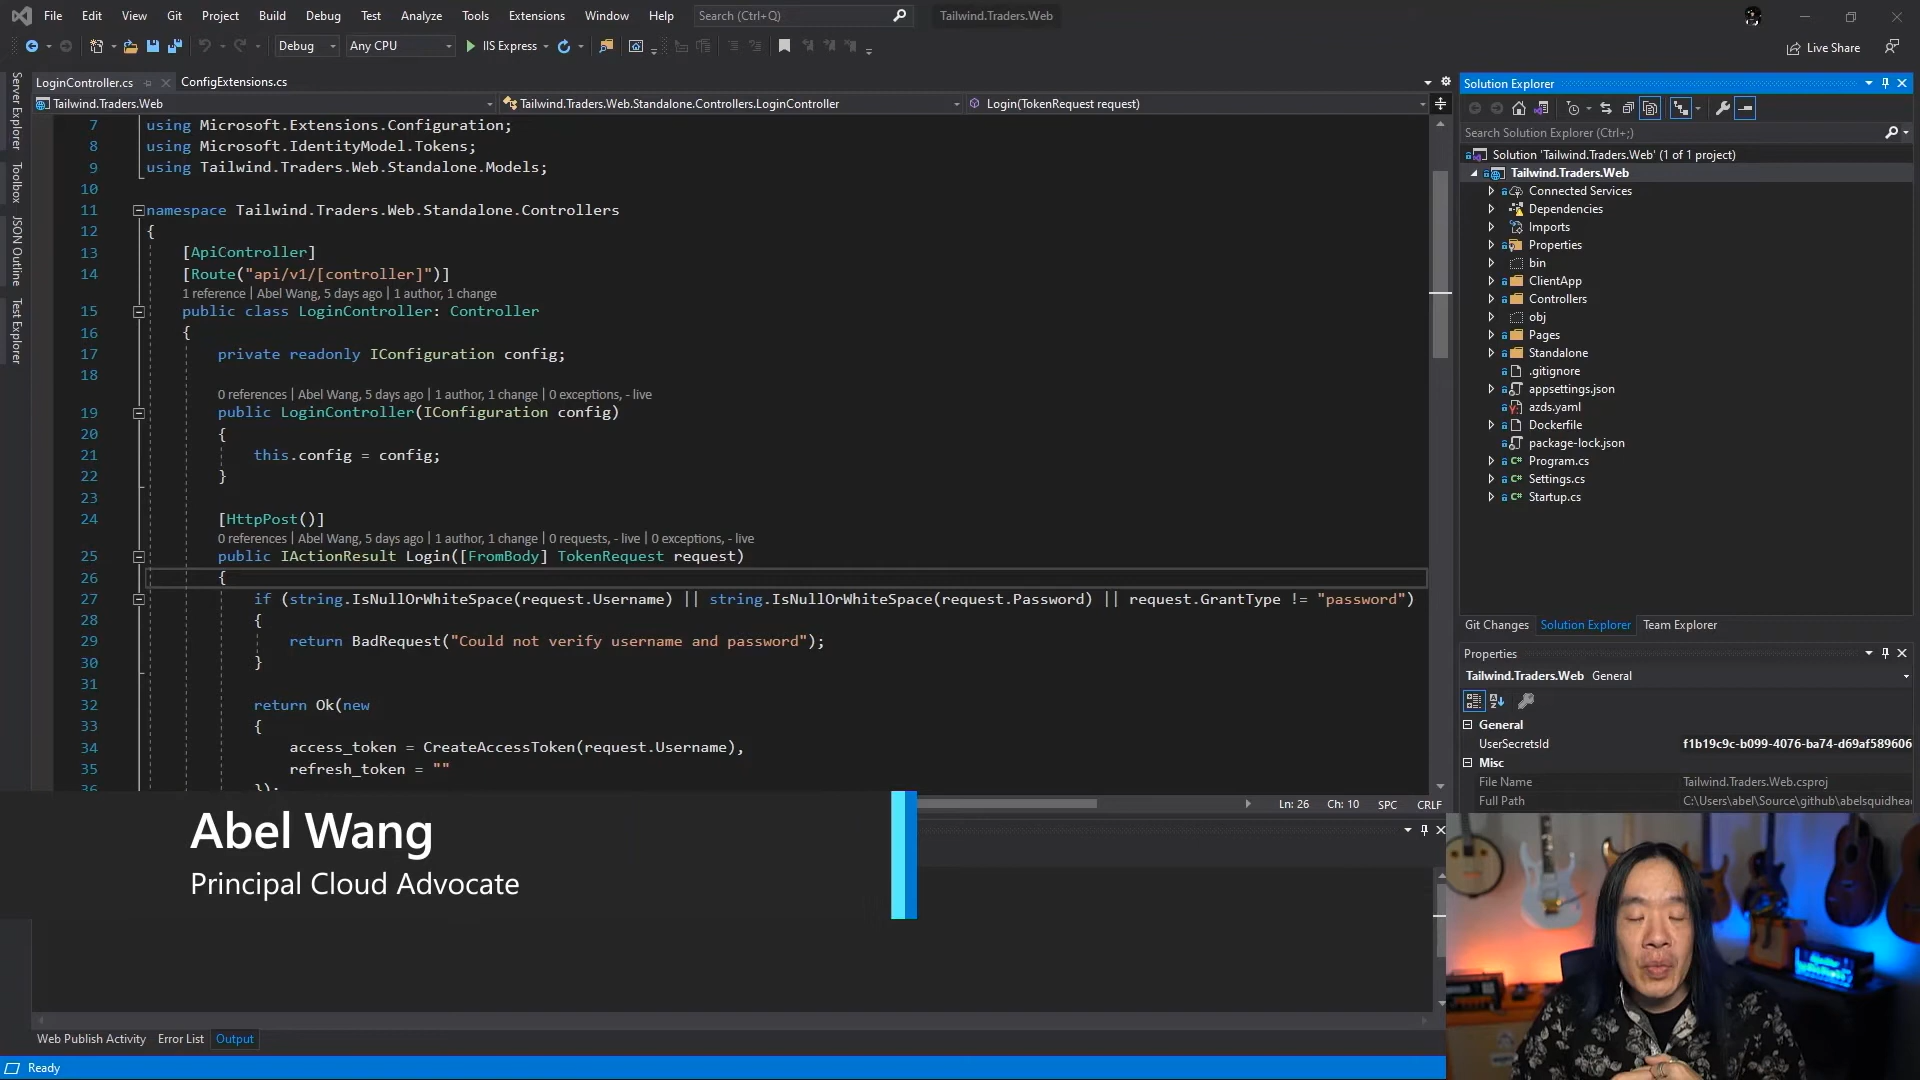 File Edit View Git Project Build Debug Test Analyze Tools Extensions Window Help Search (Ctrl+Q) Tailwind.Traders.Web
Debug Any CPU IIS Express Live Share
Server Explorer
Toolbox
JSON Outline
Test Explorer
LoginController.cs ConfigExtensions.cs
Tailwind.Traders.Web Tailwind.Traders.Web.Standalone.Controllers.LoginController Login(TokenRequest request)
7 using Microsoft.Extensions.Configuration;
8 using Microsoft.IdentityModel.Tokens;
9 using Tailwind.Traders.Web.Standalone.Models;
10
11 namespace Tailwind.Traders.Web.Standalone.Controllers
12 {
13 [ApiController]
14 [Route("api/v1/[controller]")]
1 reference | Abel Wang, 5 days ago | 1 author, 1 change
15 public class LoginController: Controller
16 {
17 private readonly IConfiguration config;
18
0 references | Abel Wang, 5 days ago | 1 author, 1 change | 0 exceptions, - live
19 public LoginController(IConfiguration config)
20 {
21 this.config = config;
22 }
23
24 [HttpPost()]
0 references | Abel Wang, 5 days ago | 1 author, 1 change | 0 requests, - live | 0 exceptions, - live
25 public IActionResult Login([FromBody] TokenRequest request)
26 {
27 if (string.IsNullOrWhiteSpace(request.Username) || string.IsNullOrWhiteSpace(request.Password) || request.GrantType != "password")
28 {
29 return BadRequest("Could not verify username and password");
30 }
31
32 return Ok(new
33 {
34 access_token = CreateAccessToken(request.Username),
35 refresh_token = ""
36 });
Ln: 26 Ch: 10 SPC CRLF
Abel Wang
Principal Cloud Advocate
Web Publish Activity Error List Output
Ready
Solution Explorer
Search Solution Explorer (Ctrl+;)
Solution 'Tailwind.Traders.Web' (1 of 1 project)
Tailwind.Traders.Web
Connected Services
Dependencies
Imports
Properties
bin
ClientApp
Controllers
obj
Pages
Standalone
.gitignore
appsettings.json
azds.yaml
Dockerfile
package-lock.json
C# Program.cs
C# Settings.cs
C# Startup.cs
Git Changes Solution Explorer Team Explorer
Properties
Tailwind.Traders.Web General
General
UserSecretsId f1b19c9c-b099-4076-ba74-d69af589606
Misc
File Name Tailwind.Traders.Web.csproj
Full Path C:\Users\abel\Source\github\abelsquidhead